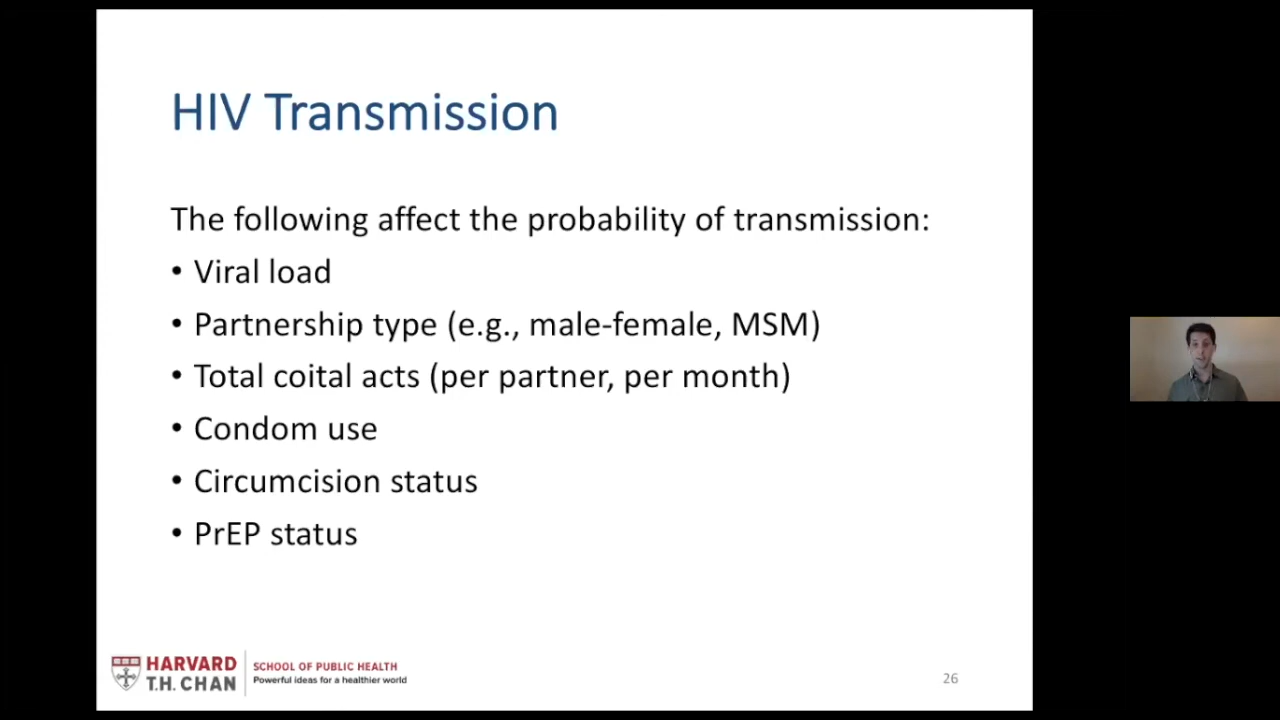 HIV Transmission
The following affect the probability of transmission:
• Viral load
• Partnership type (e.g., male-female, MSM)
• Total coital acts (per partner, per month)
• Condom use
• Circumcision status
• PrEP status
HARVARD
T.H. CHAN
SCHOOL OF PUBLIC HEALTH
Powerful ideas for a healthier world
26